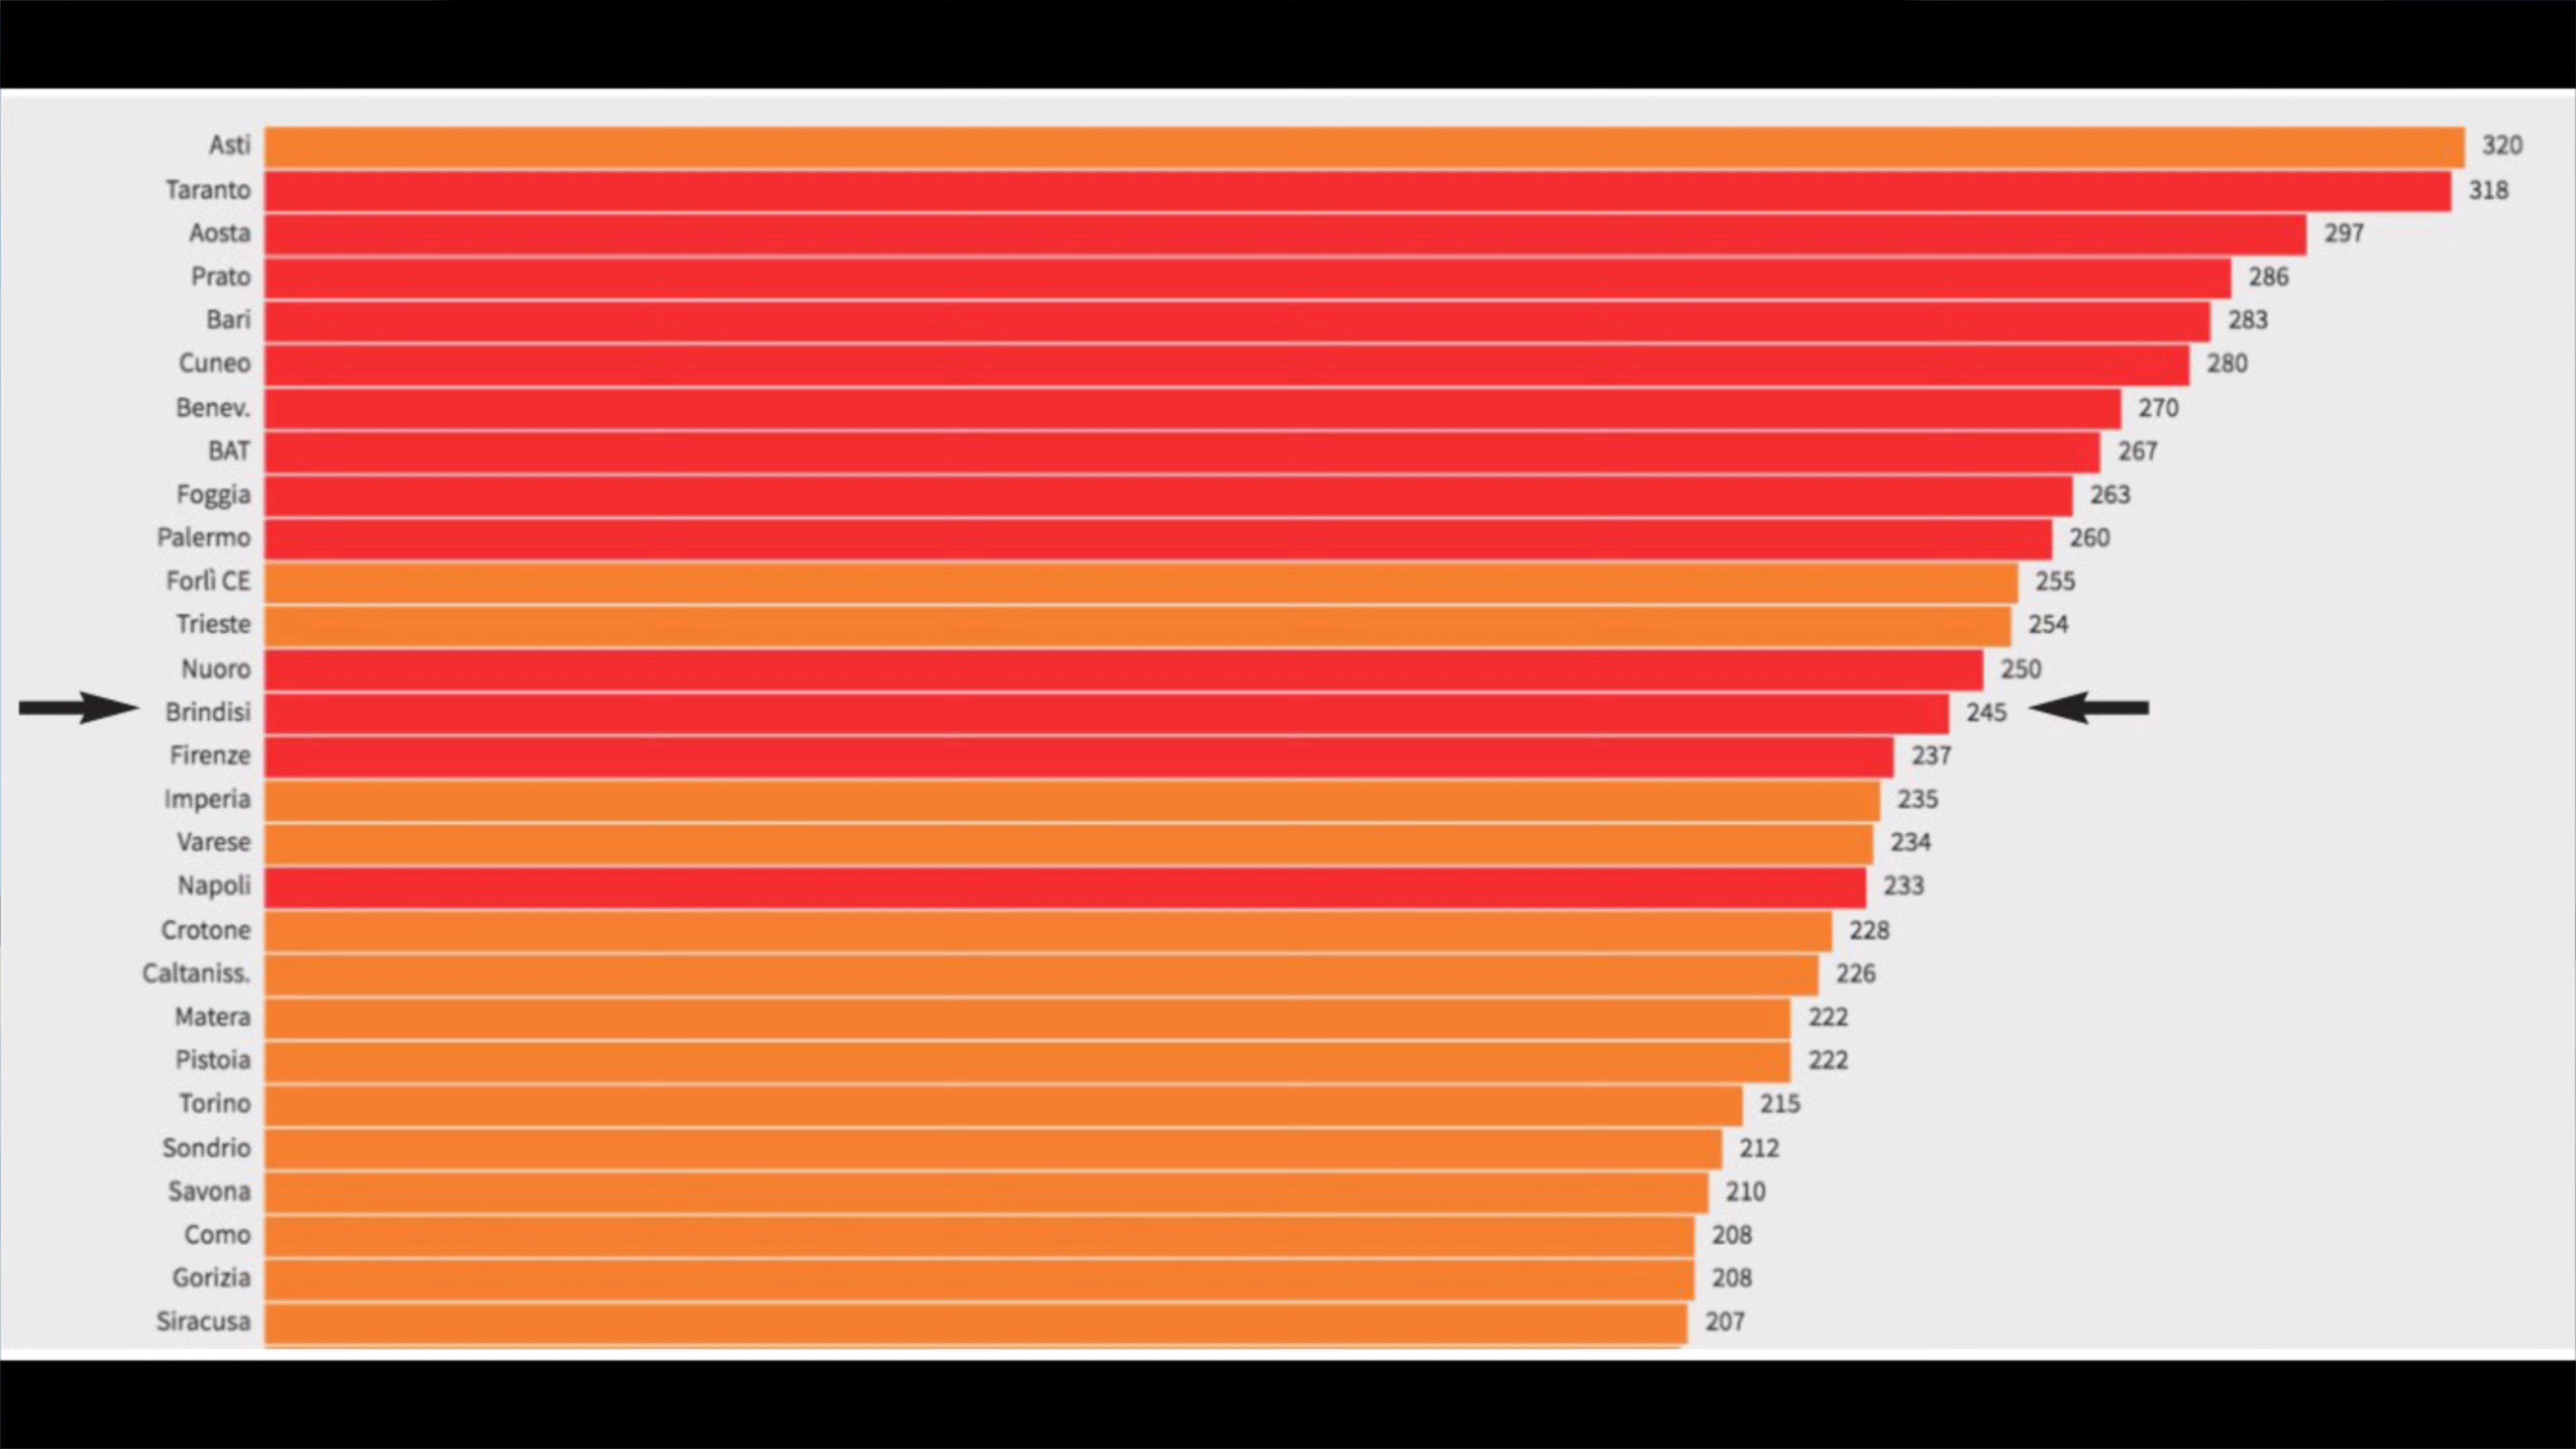 Asti 320
Taranto 318
Aosta 297
Prato 286
Bari 283
Cuneo 280
Benev. 270
BAT 267
Foggia 263
Palermo 260
Forlì CE 255
Trieste 254
Nuoro 250
Brindisi 245
Firenze 237
Imperia 235
Varese 234
Napoli 233
Crotone 228
Caltaniss. 226
Matera 222
Pistoia 222
Torino 215
Sondrio 212
Savona 210
Como 208
Gorizia 208
Siracusa 207